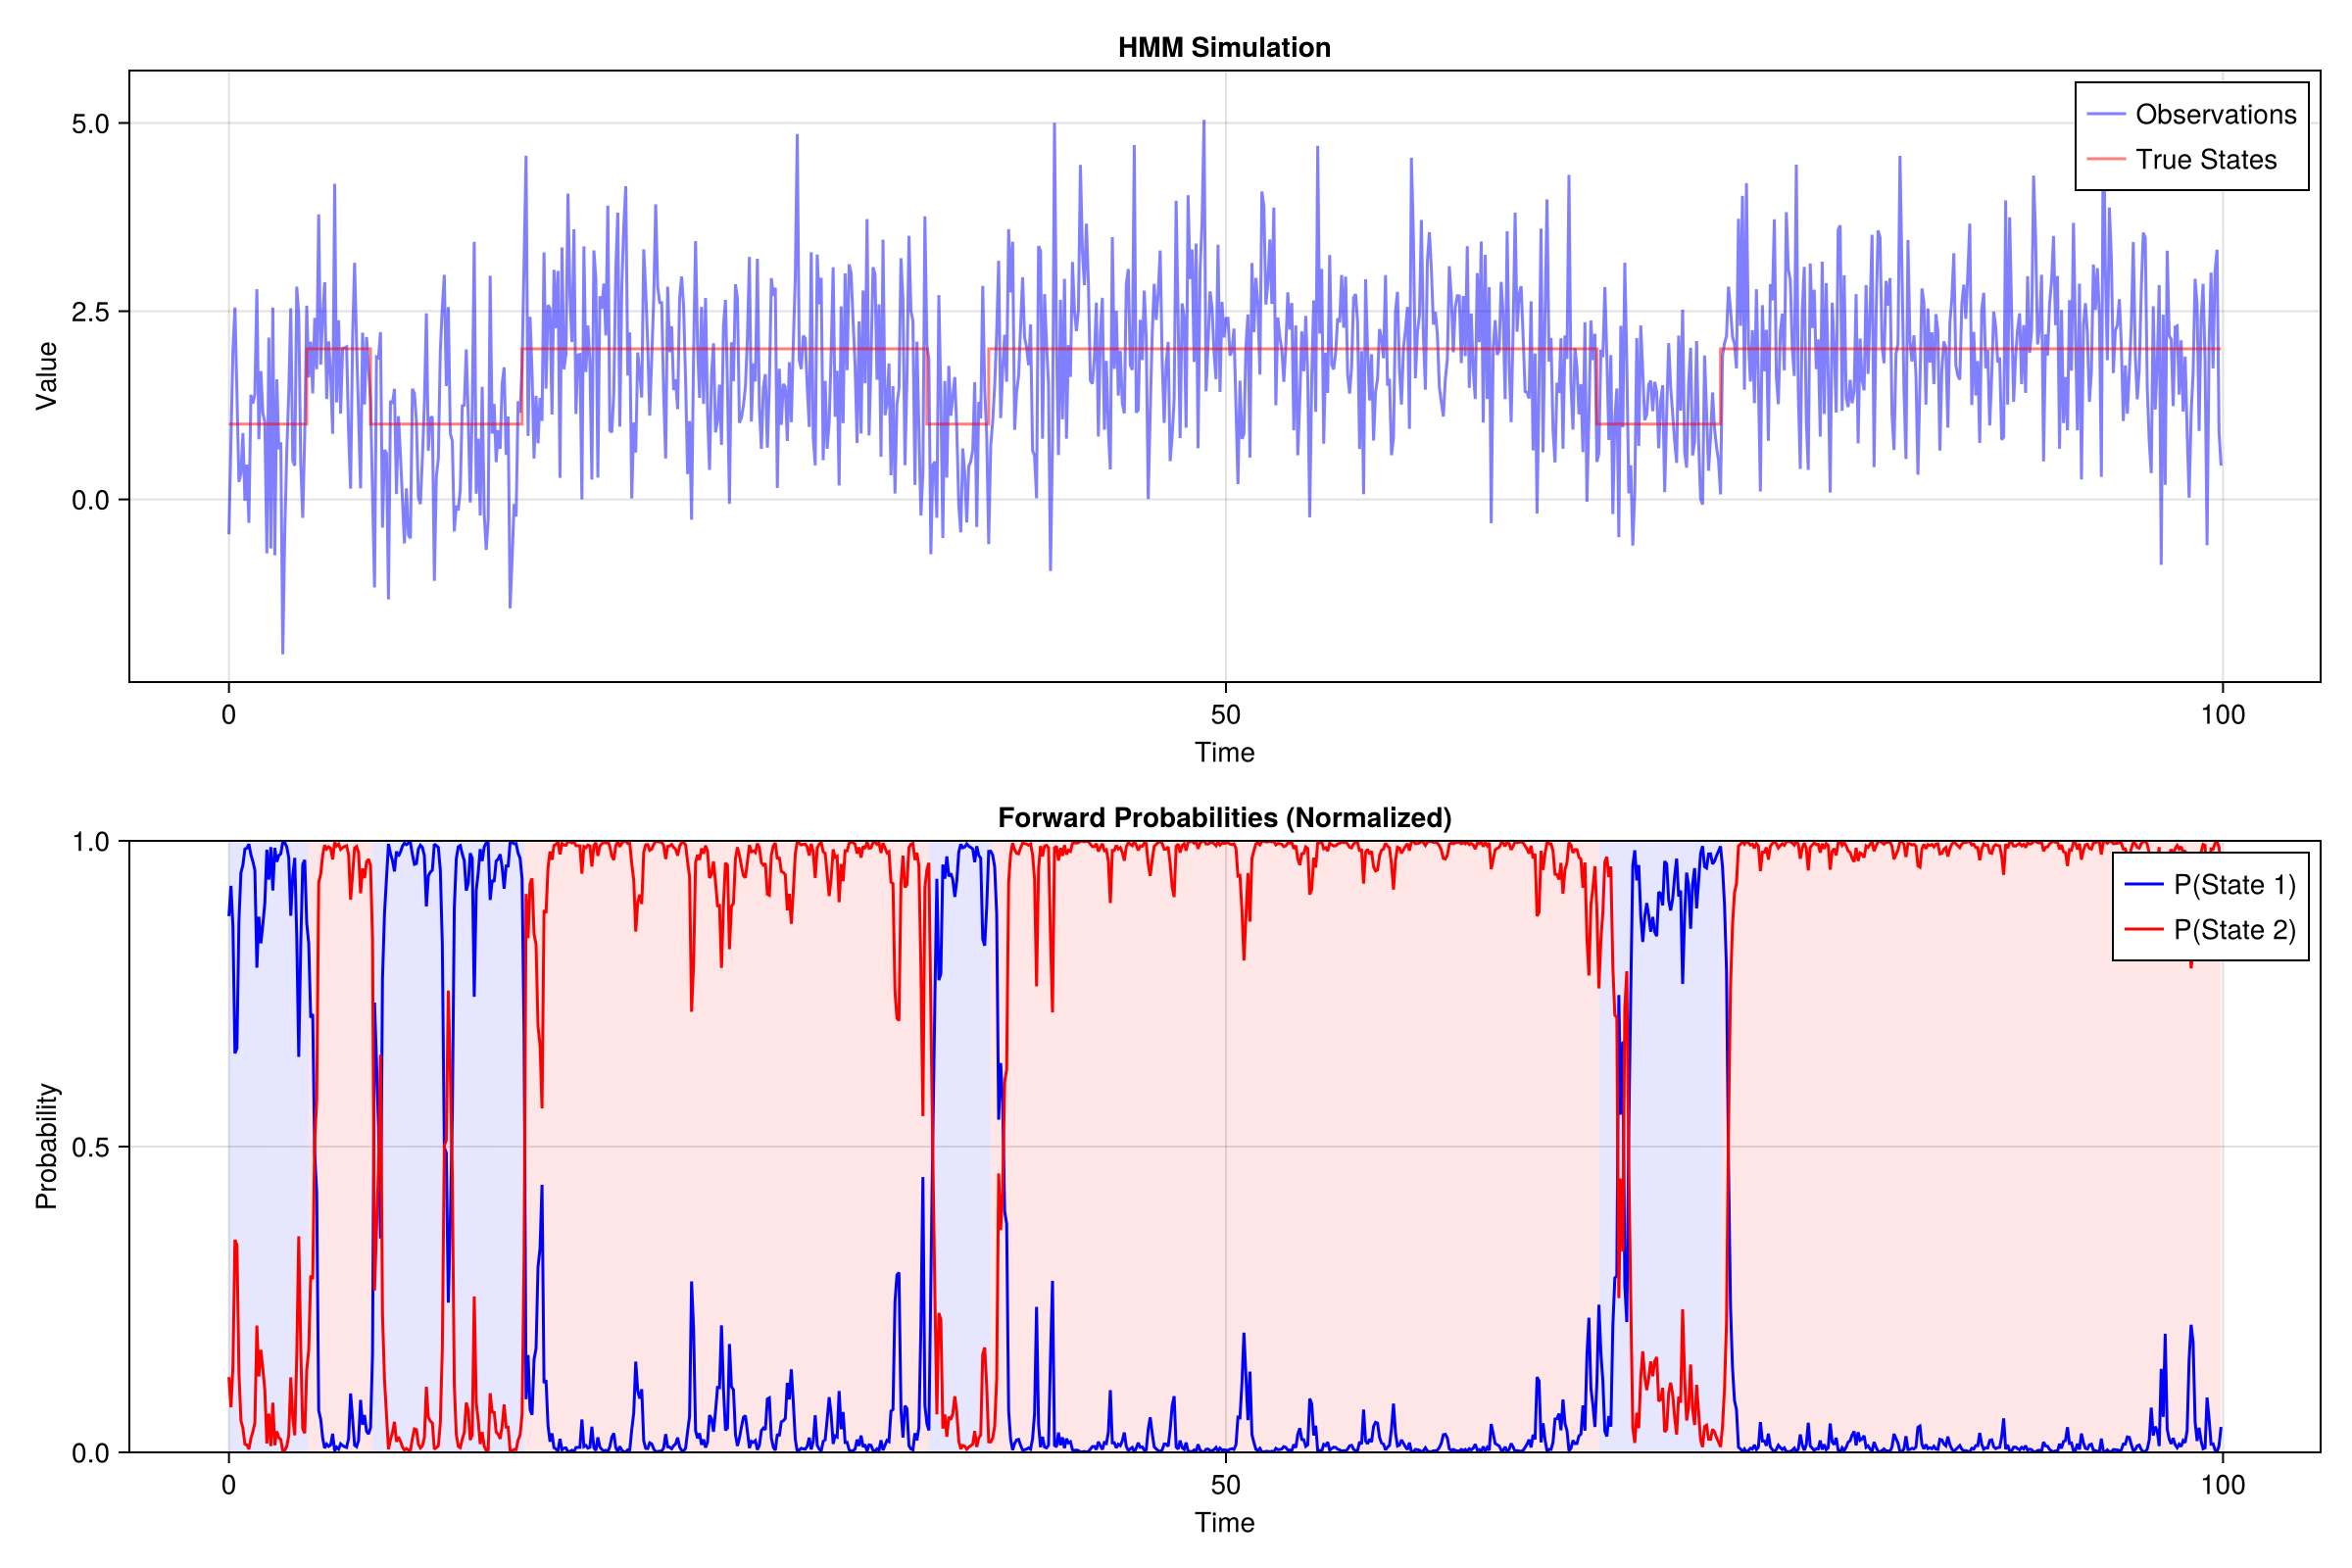 HMM Simulation
Value
5.0
2.5
0.0
Observations
True States
0
50
100
Time
Forward Probabilities (Normalized)
Probability
1.0
0.5
0.0
P(State 1)
P(State 2)
0
50
100
Time